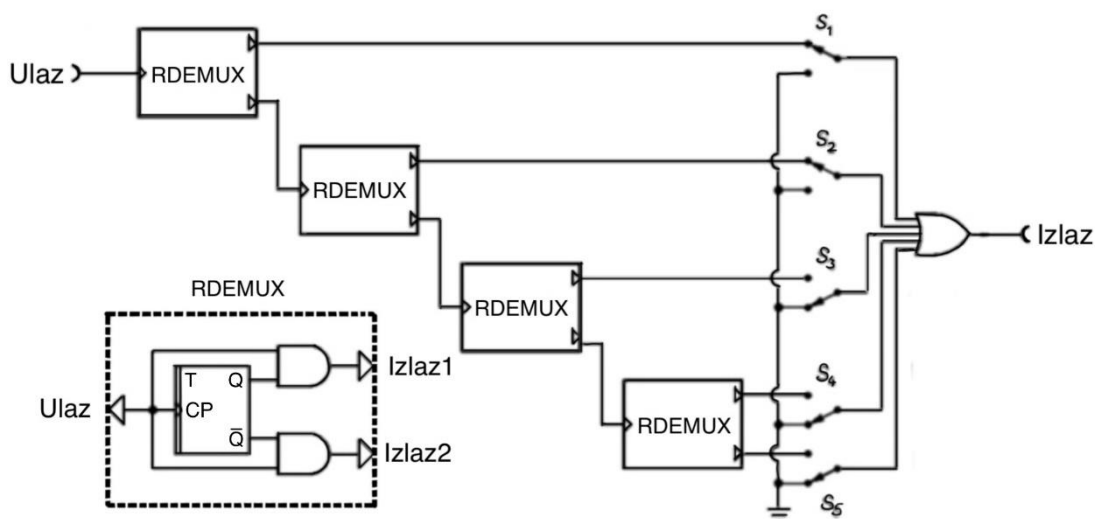 S₁
Ulaz
RDEMUX
S₂
RDEMUX
Izlaz
S₃
RDEMUX
RDEMUX
Izlaz1
T Q
S₄
Ulaz
CP
RDEMUX
Q̅
Izlaz2
S₅